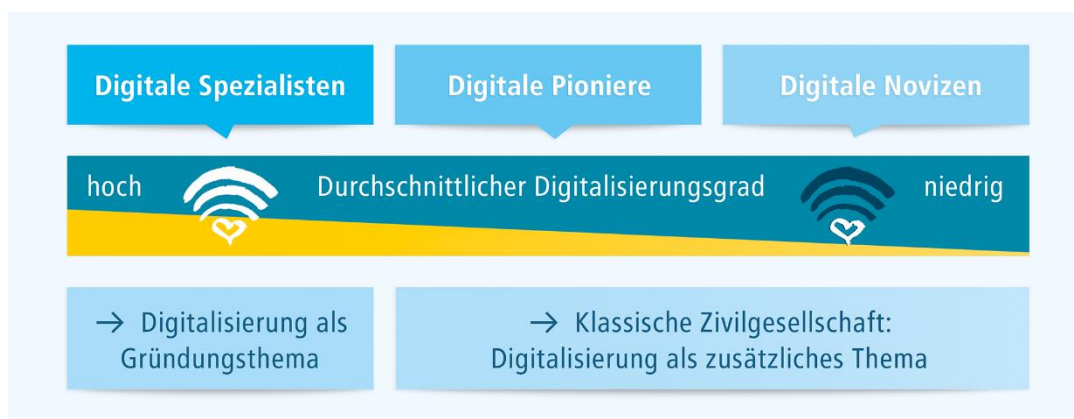 Digitale Spezialisten
Digitale Pioniere
Digitale Novizen
hoch
Durchschnittlicher Digitalisierungsgrad
niedrig
→ Digitalisierung als
Gründungsthema
→ Klassische Zivilgesellschaft:
Digitalisierung als zusätzliches Thema